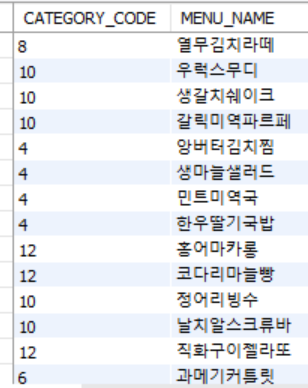 CATEGORY_CODE MENU_NAME
8 열무김치라떼
10 우럭스무디
10 생갈치쉐이크
10 갈릭미역파르페
4 앙버터김치찜
4 생마늘샐러드
4 민트미역국
4 한우딸기국밥
12 홍어마카롱
12 코다리마늘빵
10 정어리빙수
10 날치알스크류바
12 직화구이젤라또
6 과메기커틀릿